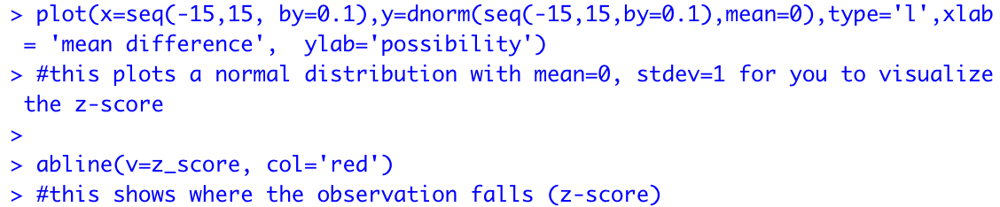 > plot(x=seq(-15,15, by=0.1),y=dnorm(seq(-15,15,by=0.1),mean=0),type='l',xlab
= 'mean difference',  ylab='possibility')
> #this plots a normal distribution with mean=0, stdev=1 for you to visualize
the z-score
>
> abline(v=z_score, col='red')
> #this shows where the observation falls (z-score)